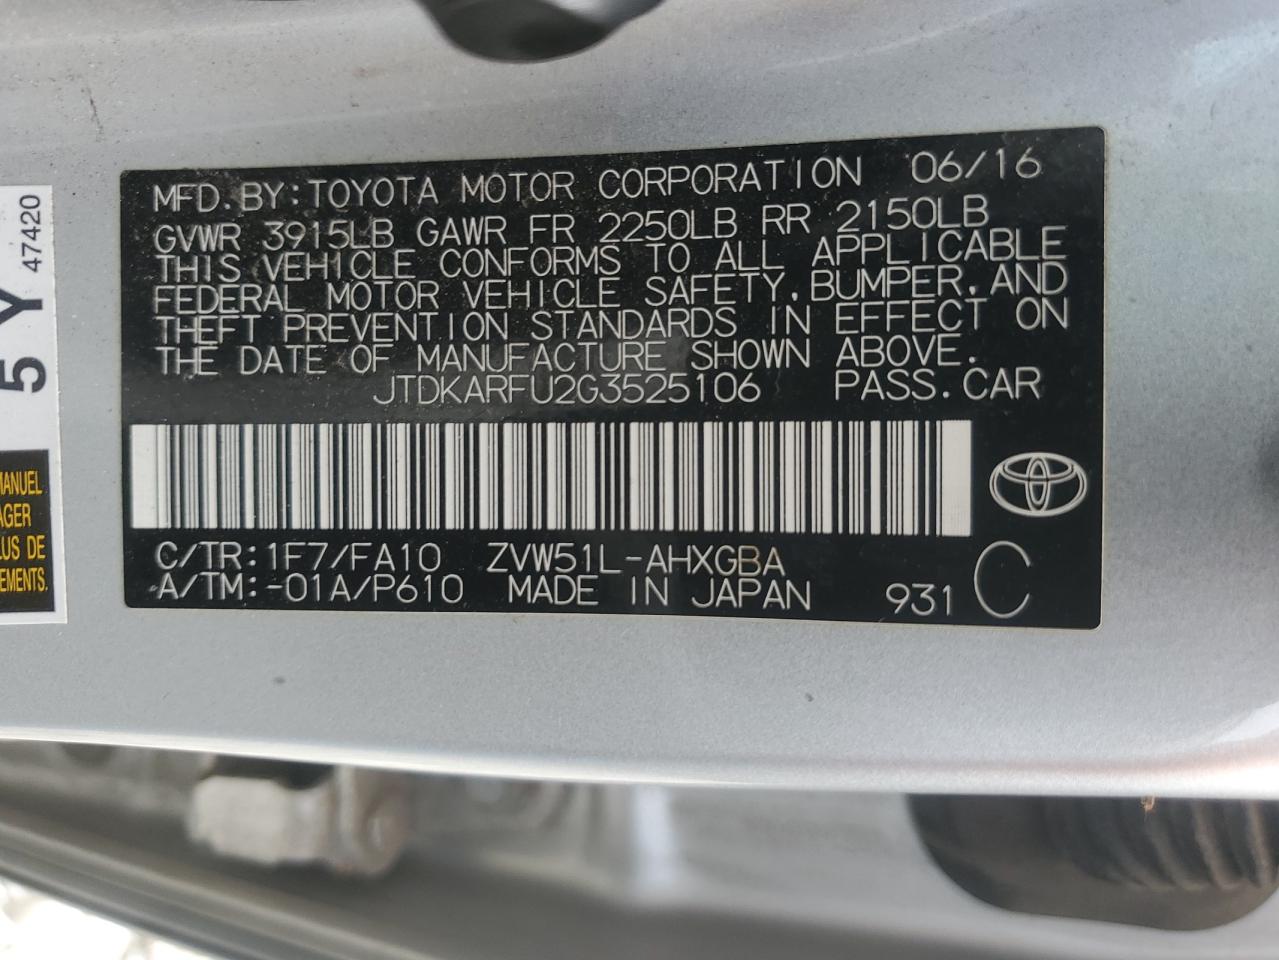 MFD. BY: TOYOTA MOTOR CORPORATION 06/16
GVWR 3915LB GAWR FR 2250LB RR 2150LB
THIS VEHICLE CONFORMS TO ALL APPLICABLE
FEDERAL MOTOR VEHICLE SAFETY, BUMPER, AND
THEFT PREVENTION STANDARDS IN EFFECT ON
THE DATE OF MANUFACTURE SHOWN ABOVE.
JTDKARFU2G3525106 PASS. CAR
C/TR: 1F7/FA10 ZVW51L-AHXGBA
A/TM: -01A/P610 MADE IN JAPAN 931 C
5Y
47420
MANUEL
AGER
LUS DE
EMENTS.